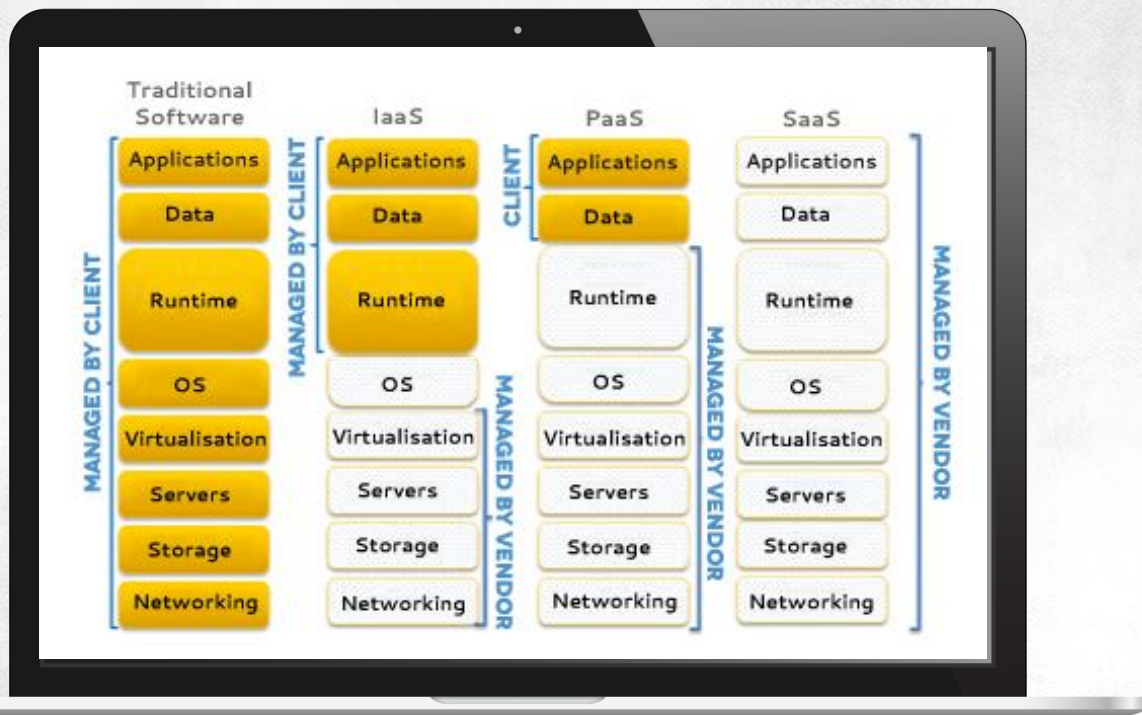 Traditional
Software
Applications
Data
Runtime
OS
Virtualisation
Servers
Storage
Networking
MANAGED BY CLIENT
IaaS
Applications
Data
Runtime
OS
Virtualisation
Servers
Storage
Networking
MANAGED BY CLIENT
MANAGED BY VENDOR
PaaS
Applications
Data
Runtime
OS
Virtualisation
Servers
Storage
Networking
CLIENT
MANAGED BY VENDOR
SaaS
Applications
Data
Runtime
OS
Virtualisation
Servers
Storage
Networking
MANAGED BY VENDOR